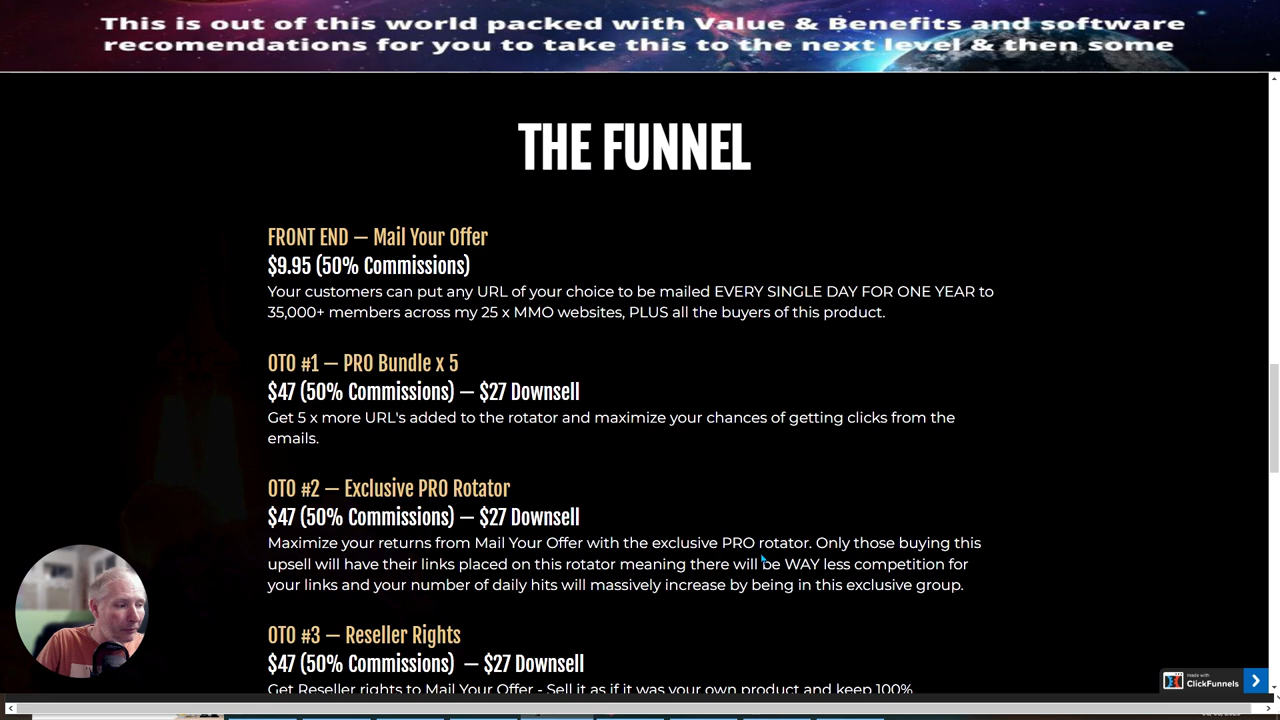 This is out of this world packed with Value & Benefits and software
recomendations for you to take this to the next level & then some
THE FUNNEL
FRONT END — Mail Your Offer
$9.95 (50% Commissions)
Your customers can put any URL of your choice to be mailed EVERY SINGLE DAY FOR ONE YEAR to
35,000+ members across my 25 x MMO websites, PLUS all the buyers of this product.
OTO #1 — PRO Bundle x 5
$47 (50% Commissions) — $27 Downsell
Get 5 x more URL's added to the rotator and maximize your chances of getting clicks from the
emails.
OTO #2 — Exclusive PRO Rotator
$47 (50% Commissions) — $27 Downsell
Maximize your returns from Mail Your Offer with the exclusive PRO rotator. Only those buying this
upsell will have their links placed on this rotator meaning there will be WAY less competition for
your links and your number of daily hits will massively increase by being in this exclusive group.
OTO #3 — Reseller Rights
$47 (50% Commissions) — $27 Downsell
Get Reseller rights to Mail Your Offer - Sell it as if it was your own product and keep 100%
made with
ClickFunnels